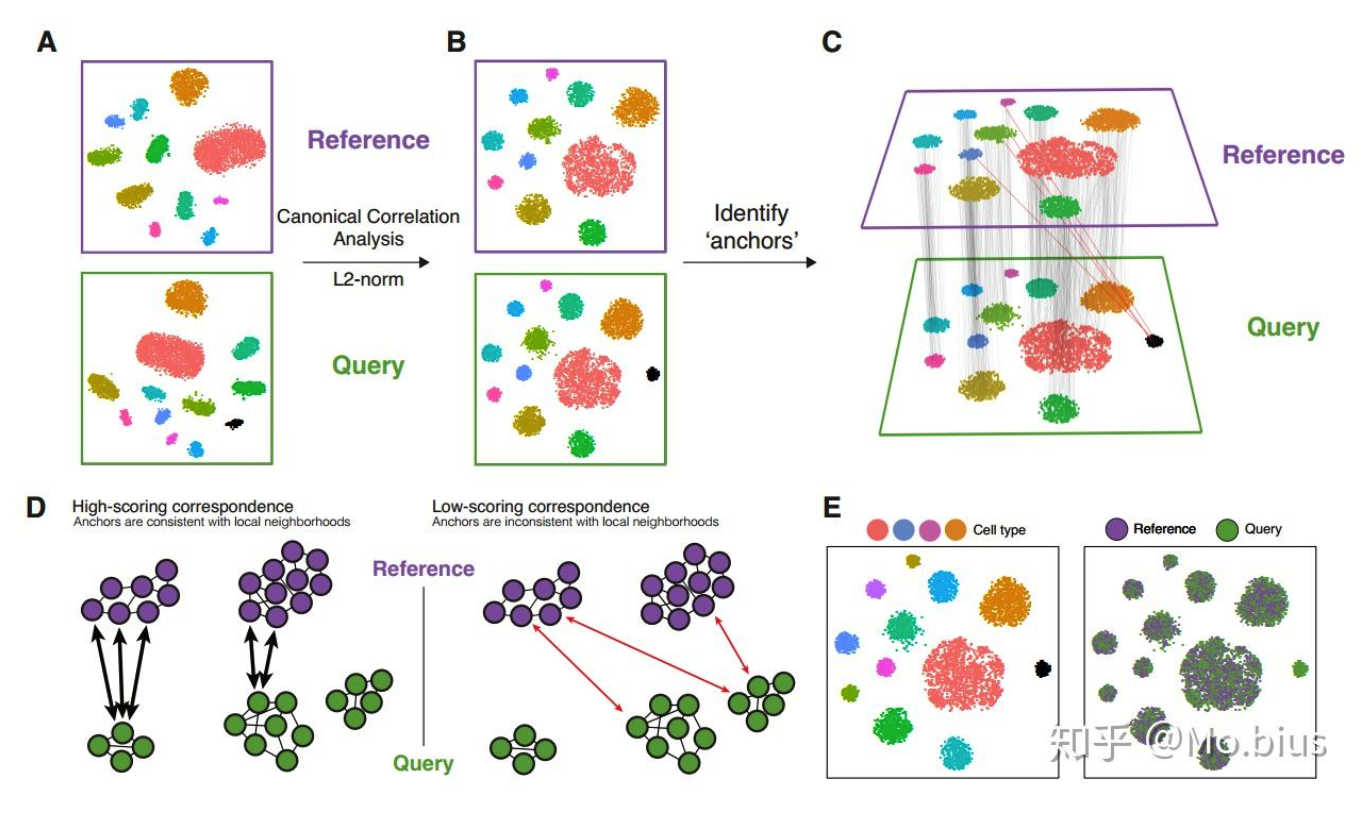 A
B
C
Reference
Canonical Correlation
Analysis
L2-norm
Query
Identify
‘anchors’
Reference
Query
D
High-scoring correspondence
Anchors are consistent with local neighborhoods
Low-scoring correspondence
Anchors are inconsistent with local neighborhoods
Reference
Query
E
Cell type
Reference
Query
知乎 @Mo.bius